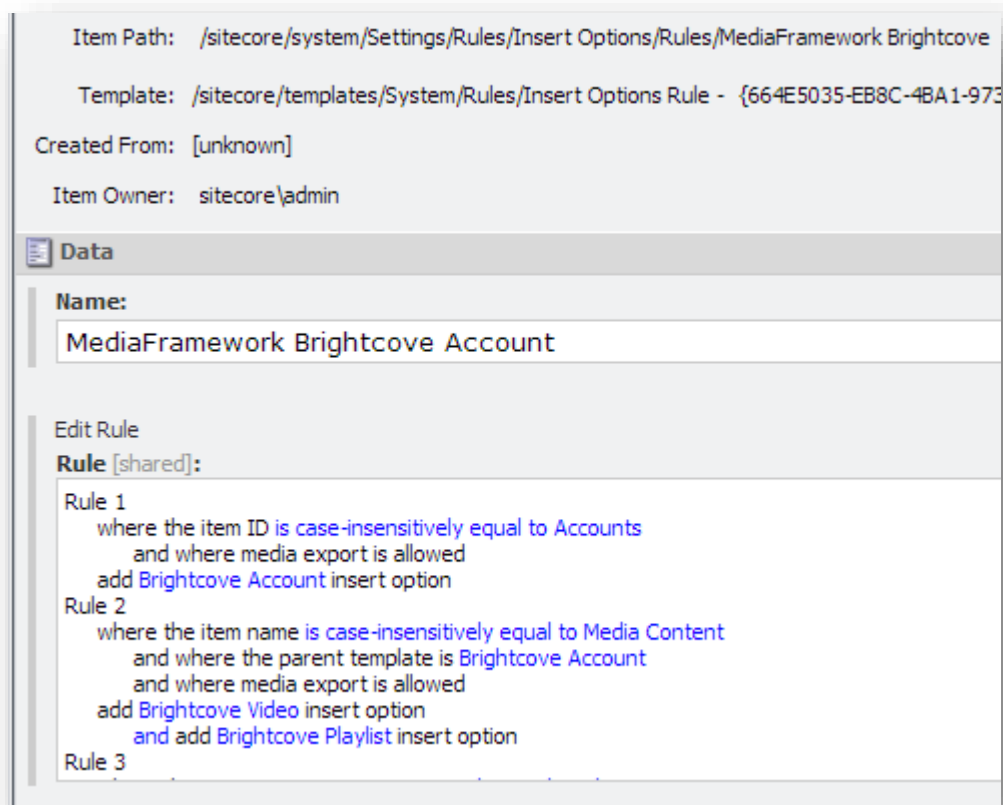 Item Path: /sitecore/system/Settings/Rules/Insert Options/Rules/MediaFramework Brightcove
Template: /sitecore/templates/System/Rules/Insert Options Rule - {664E5035-EB8C-4BA1-973
Created From: [unknown]
Item Owner: sitecore\admin
Data
Name:
MediaFramework Brightcove Account
Edit Rule
Rule [shared]:
Rule 1
where the item ID is case-insensitively equal to Accounts
and where media export is allowed
add Brightcove Account insert option
Rule 2
where the item name is case-insensitively equal to Media Content
and where the parent template is Brightcove Account
and where media export is allowed
add Brightcove Video insert option
and add Brightcove Playlist insert option
Rule 3